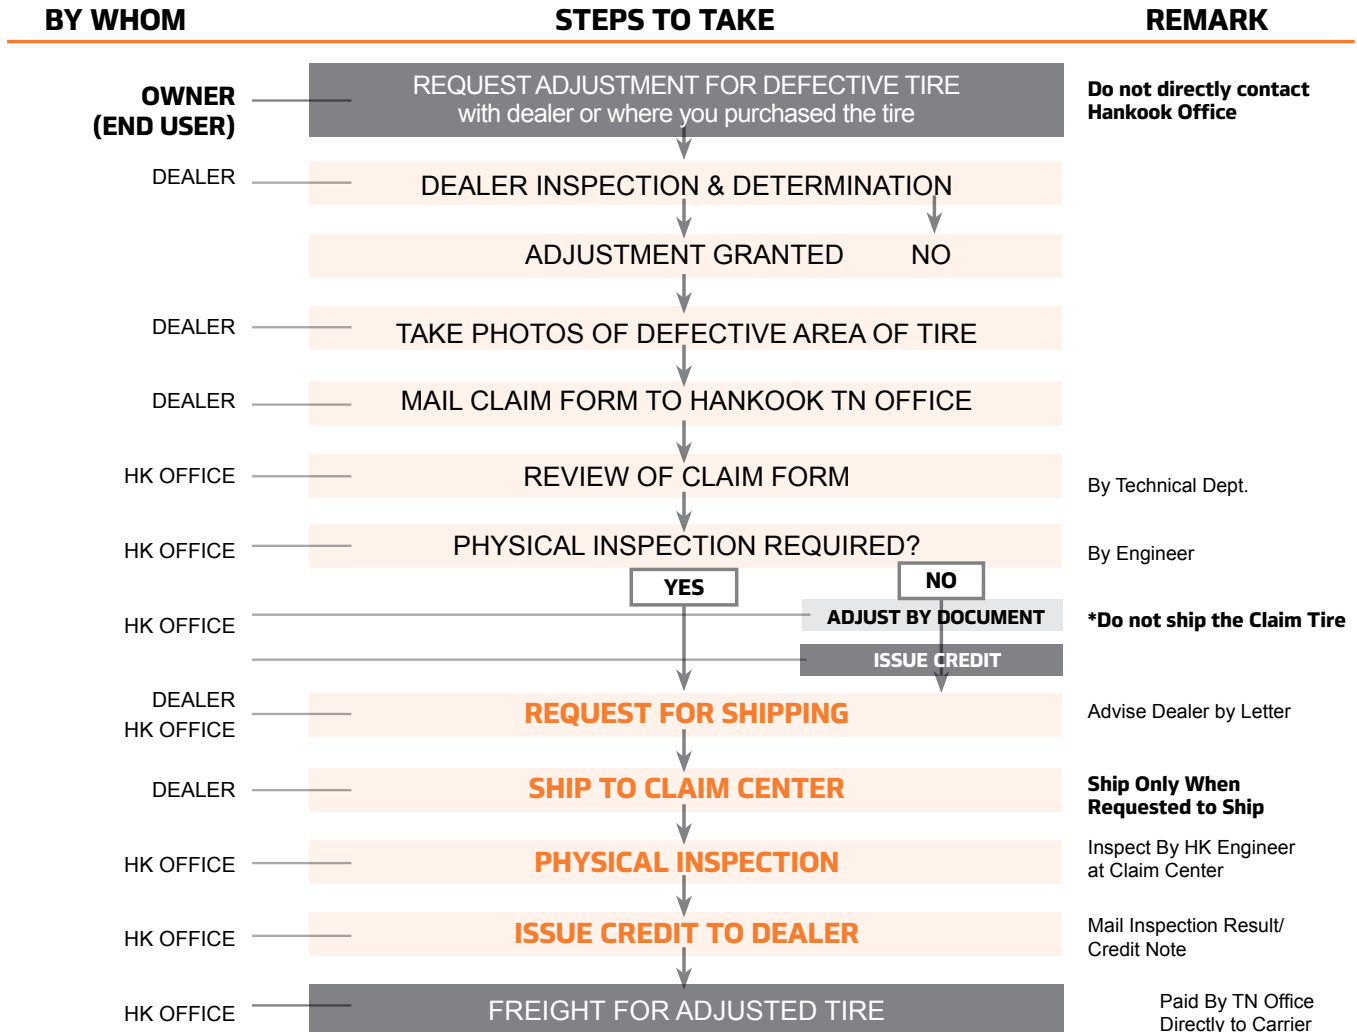 BY WHOM STEPS TO TAKE REMARK
OWNER
(END USER)
REQUEST ADJUSTMENT FOR DEFECTIVE TIRE
with dealer or where you purchased the tire
Do not directly contact
Hankook Office
DEALER DEALER INSPECTION & DETERMINATION
ADJUSTMENT GRANTED NO
DEALER TAKE PHOTOS OF DEFECTIVE AREA OF TIRE
DEALER MAIL CLAIM FORM TO HANKOOK TN OFFICE
HK OFFICE REVIEW OF CLAIM FORM By Technical Dept.
HK OFFICE PHYSICAL INSPECTION REQUIRED? By Engineer
YES NO
HK OFFICE ADJUST BY DOCUMENT *Do not ship the Claim Tire
ISSUE CREDIT
DEALER
HK OFFICE
REQUEST FOR SHIPPING Advise Dealer by Letter
DEALER SHIP TO CLAIM CENTER
Ship Only When
Requested to Ship
HK OFFICE PHYSICAL INSPECTION
Inspect By HK Engineer
at Claim Center
HK OFFICE ISSUE CREDIT TO DEALER
Mail Inspection Result/
Credit Note
HK OFFICE FREIGHT FOR ADJUSTED TIRE
Paid By TN Office
Directly to Carrier